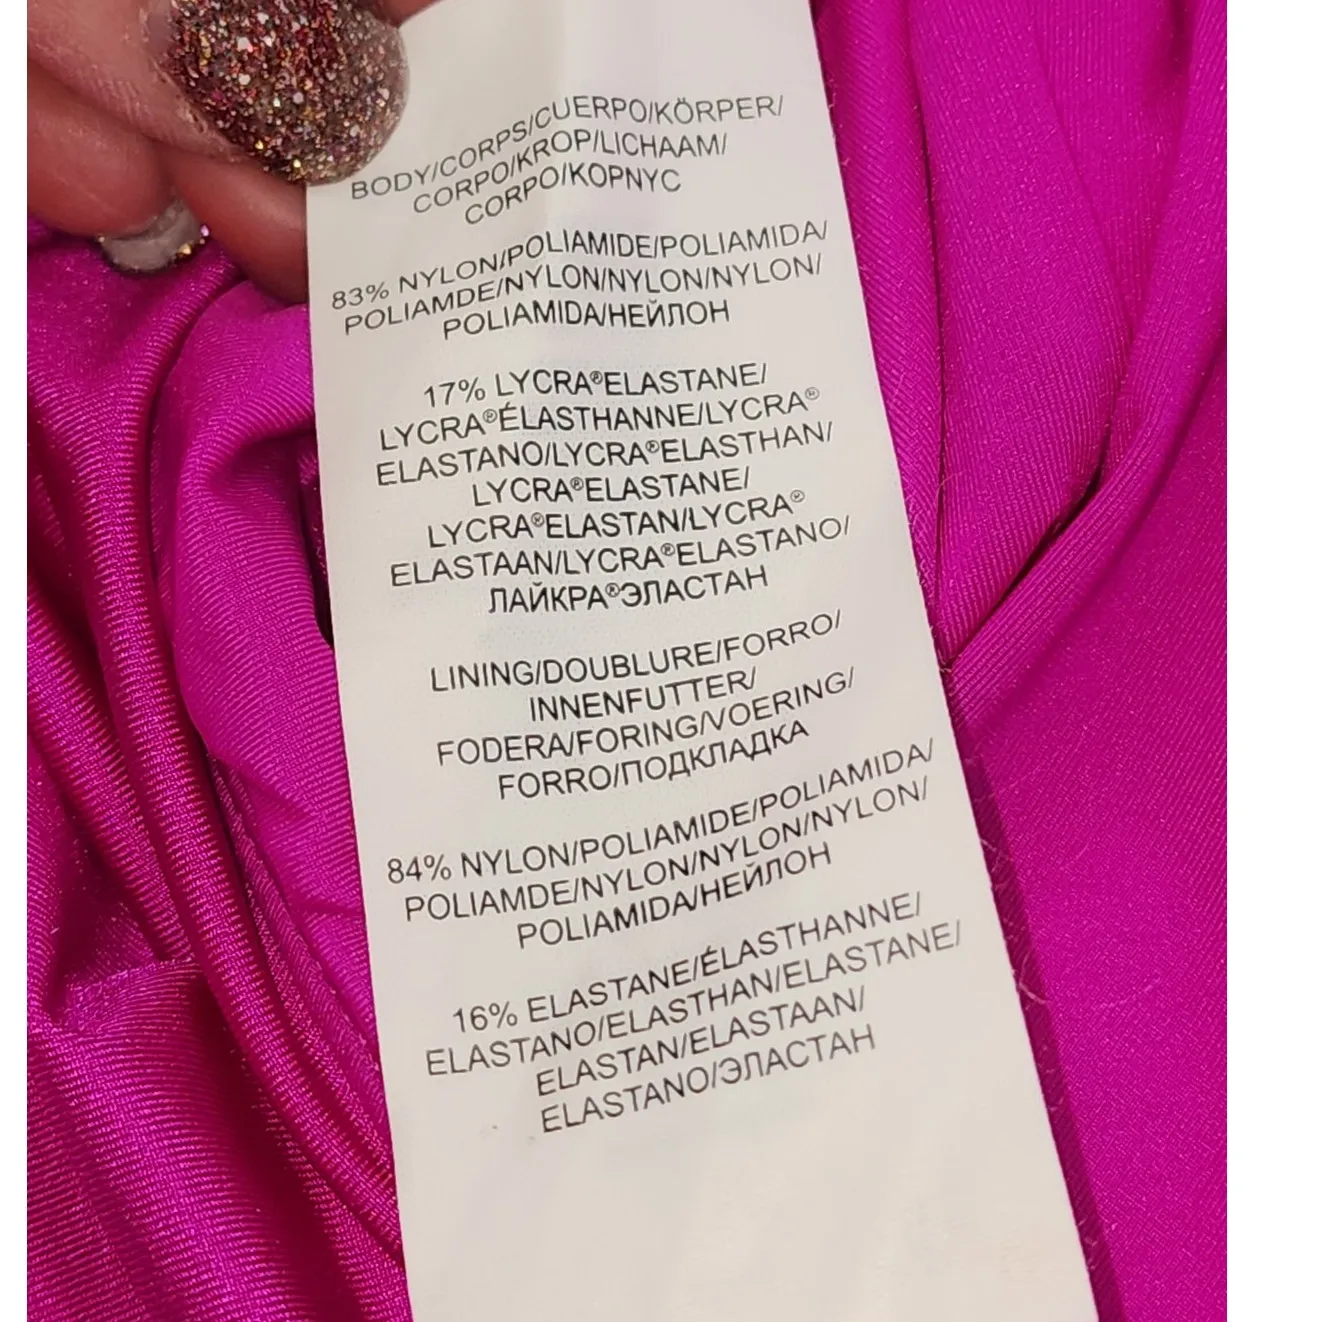 BODY/CORPS/CUERPO/KÖRPER/
CORPO/KROP/LICHAAM/
CORPO/КОРПУС
83% NYLON/POLIAMIDE/POLIAMIDA/
POLIAMDE/NYLON/NYLON/NYLON/
POLIAMIDA/НЕЙЛОН
17% LYCRA®ELASTANE/
LYCRA®ÉLASTHANNE/LYCRA®
ELASTANO/LYCRA®ELASTHAN/
LYCRA®ELASTANE/
LYCRA®ELASTAN/LYCRA®
ELASTAAN/LYCRA®ELASTANO/
ЛАЙКРА®ЭЛАСТАН
LINING/DOUBLURE/FORRO/
INNENFUTTER/
FODERA/FORING/VOERING/
FORRO/ПОДКЛАДКА
84% NYLON/POLIAMIDE/POLIAMIDA/
POLIAMDE/NYLON/NYLON/NYLON/
POLIAMIDA/НЕЙЛОН
16% ELASTANE/ÉLASTHANNE/
ELASTANO/ELASTHAN/ELASTANE/
ELASTAN/ELASTAAN/
ELASTANO/ЭЛАСТАН